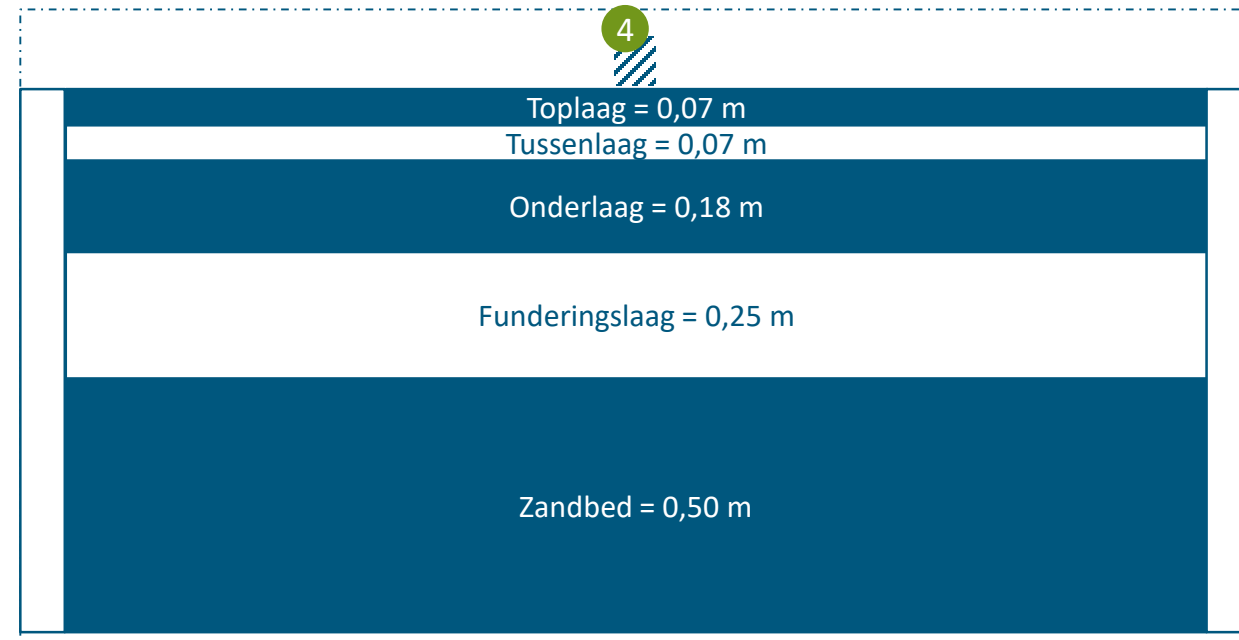 4
Toplaag = 0,07 m
Tussenlaag = 0,07 m
Onderlaag = 0,18 m
Funderingslaag = 0,25 m
Zandbed = 0,50 m